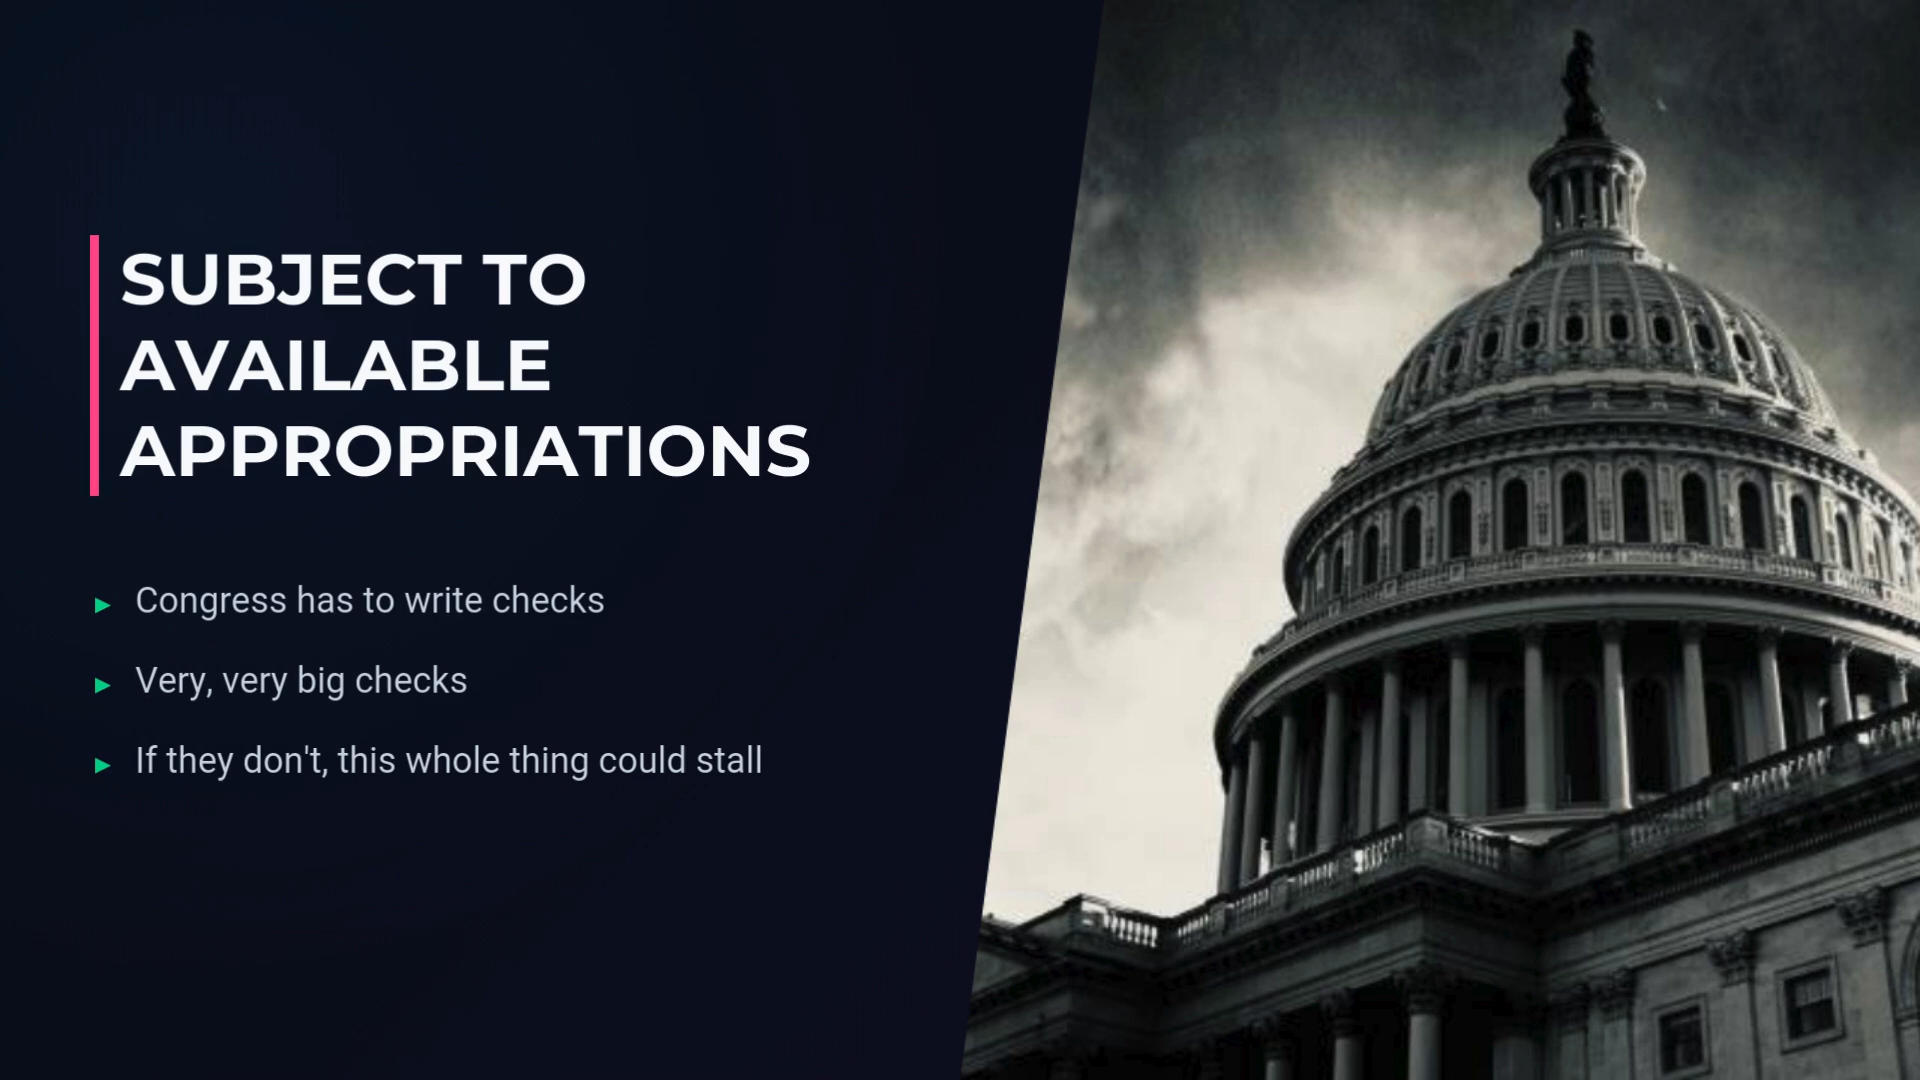 SUBJECT TO
AVAILABLE
APPROPRIATIONS
Congress has to write checks
Very, very big checks
If they don't, this whole thing could stall